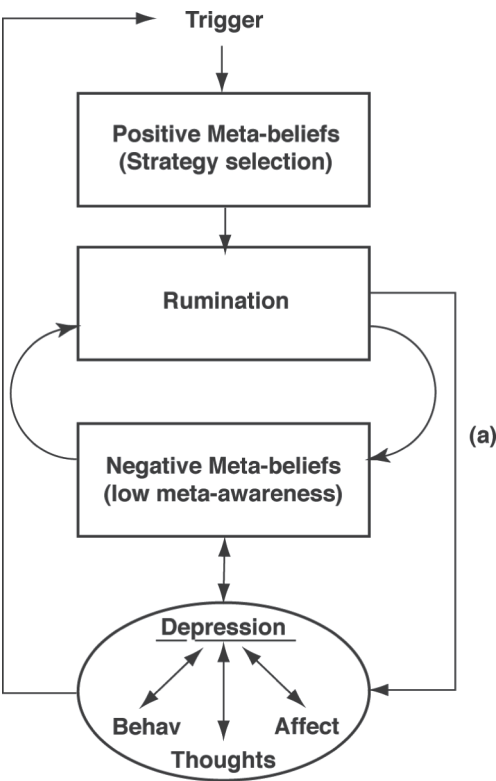 Trigger
Positive Meta-beliefs
(Strategy selection)
Rumination
(a)
Negative Meta-beliefs
(low meta-awareness)
Depression
Behav
Affect
Thoughts